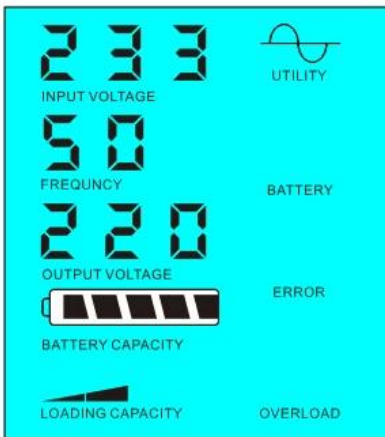 233
UTILITY
INPUT VOLTAGE
50
FREQUNCY
BATTERY
220
OUTPUT VOLTAGE
ERROR
BATTERY CAPACITY
LOADING CAPACITY
OVERLOAD